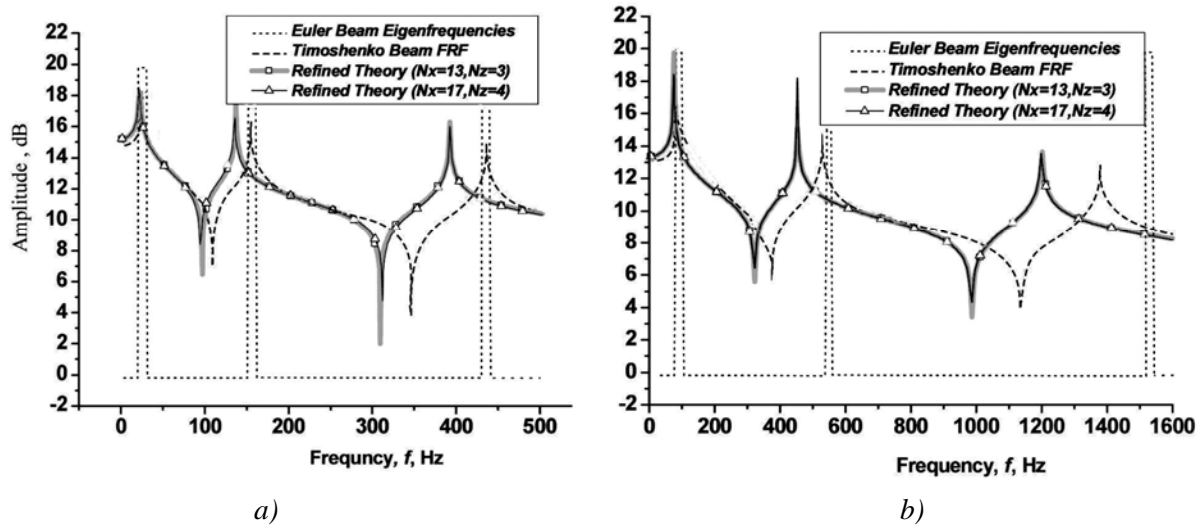 22
20
18
16
14
12
10
8
6
4
2
0
-2
Amplitude , dB
Euler Beam Eigenfrequencies
Timoshenko Beam FRF
Refined Theory (Nx=13,Nz=3)
Refined Theory (Nx=17,Nz=4)
0 100 200 300 400 500
Frequncy, f, Hz
a)
22
20
18
16
14
12
10
8
6
4
2
0
-2
Euler Beam Eigenfrequencies
Timoshenko Beam FRF
Refined Theory (Nx=13,Nz=3)
Refined Theory (Nx=17,Nz=4)
0 200 400 600 800 1000 1200 1400 1600
Frequency, f, Hz
b)